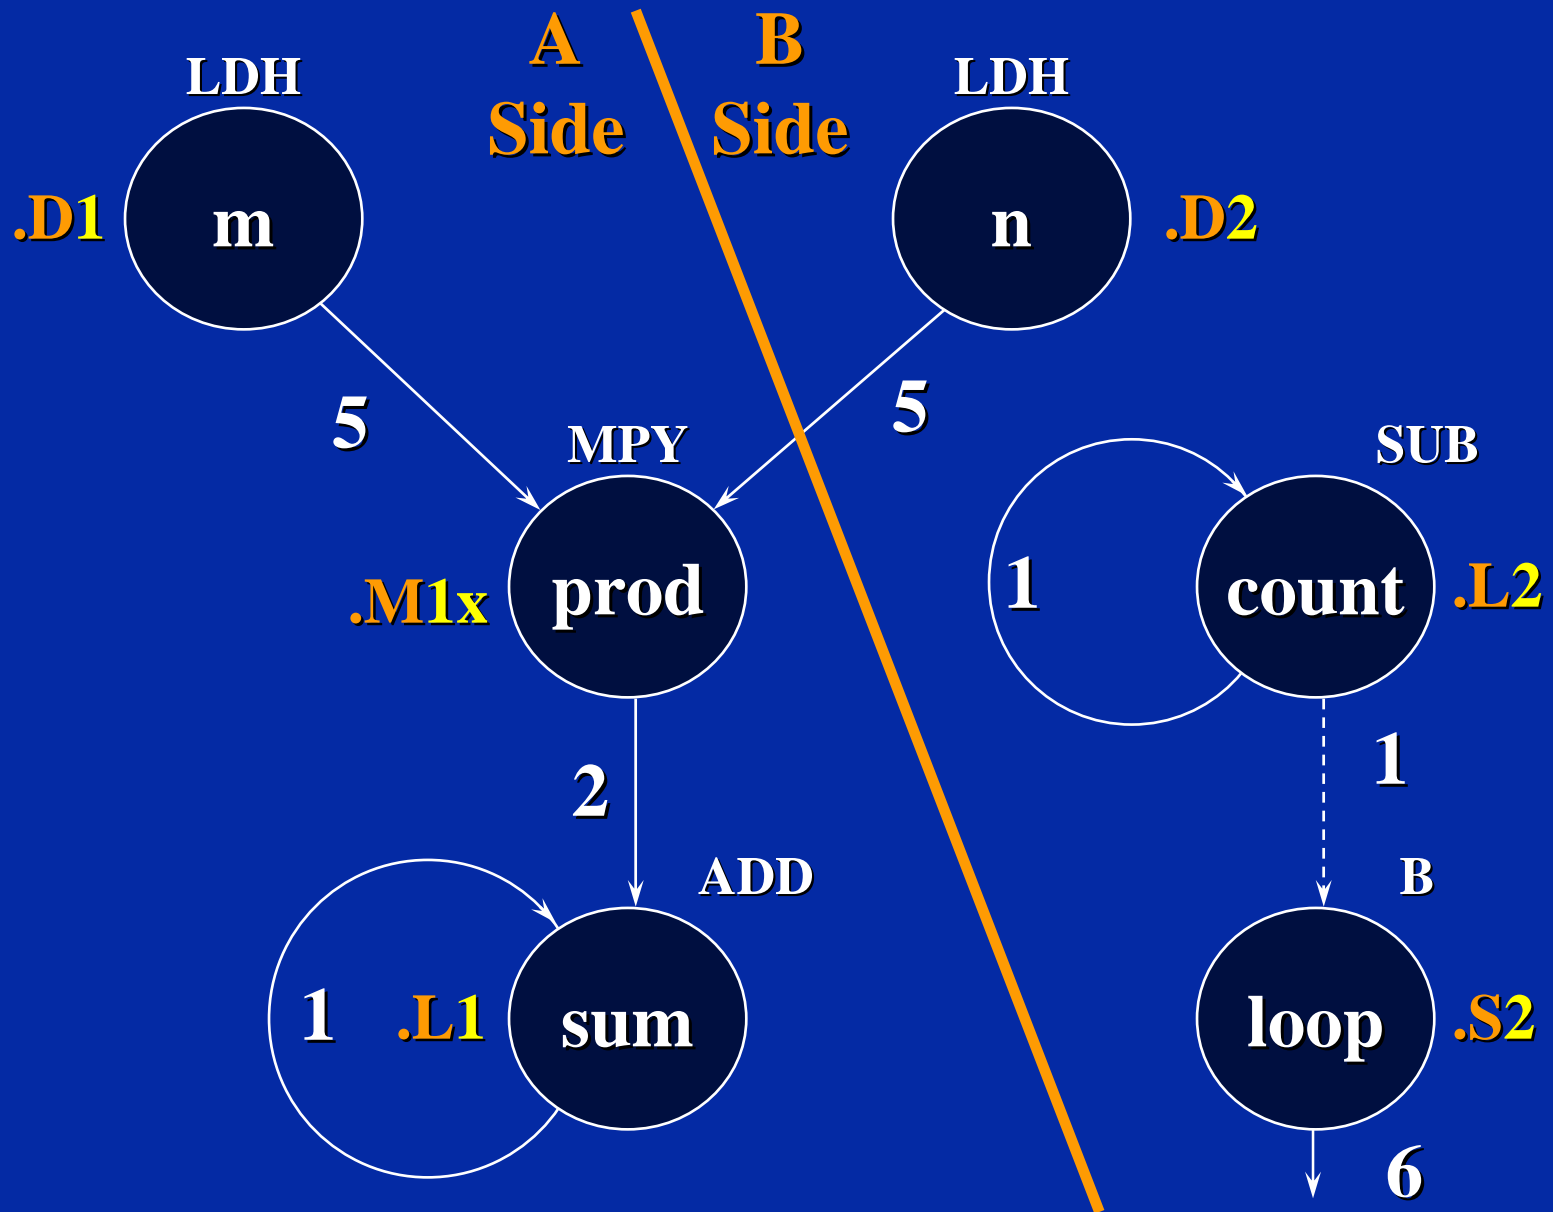 A
Side
B
Side
LDH
.D1
m
LDH
n
.D2
5
5
MPY
.M1x
prod
SUB
1
count
.L2
2
1
ADD
1
.L1
sum
B
loop
.S2
6